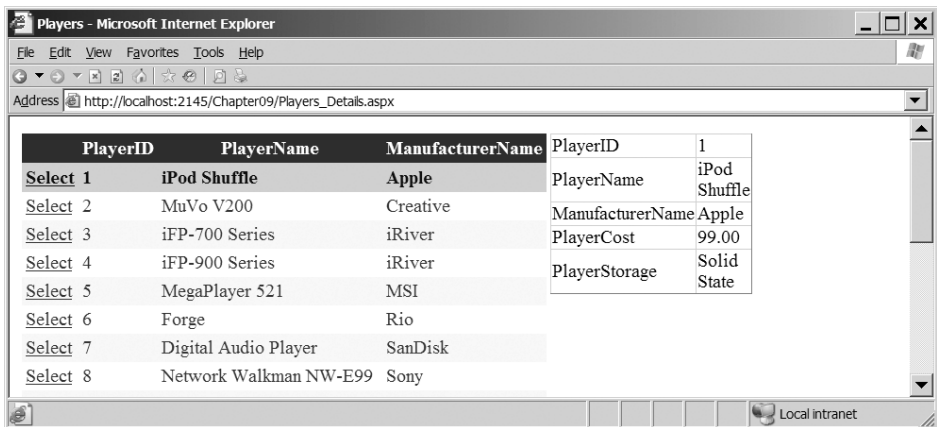 Players - Microsoft Internet Explorer
File Edit View Favorites Tools Help
Address http://localhost:2145/Chapter09/Players_Details.aspx
PlayerID PlayerName ManufacturerName
Select 1 iPod Shuffle Apple
Select 2 MuVo V200 Creative
Select 3 iFP-700 Series iRiver
Select 4 iFP-900 Series iRiver
Select 5 MegaPlayer 521 MSI
Select 6 Forge Rio
Select 7 Digital Audio Player SanDisk
Select 8 Network Walkman NW-E99 Sony
PlayerID 1
PlayerName iPod
Shuffle
ManufacturerName Apple
PlayerCost 99.00
PlayerStorage Solid
State
Local intranet